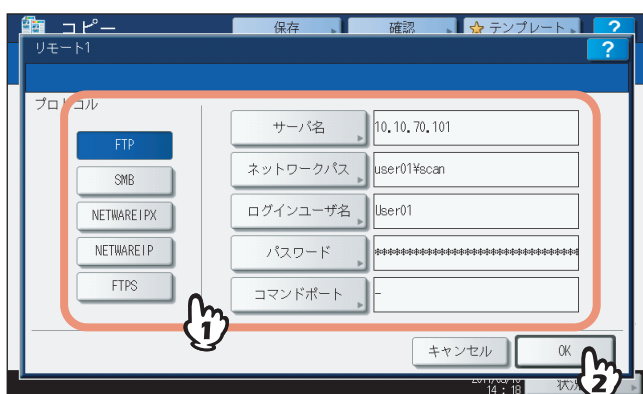 コピー 保存 確認 テンプレート ?
リモート1 ?
プロトコル
FTP
SMB
NETWAREIPX
NETWAREIP
FTPS
サーバ名 10.10.70.101
ネットワークパス user01¥scan
ログインユーザ名 User01
パスワード ****************************************
コマンドポート -
1
キャンセル OK
2
14:18 状況